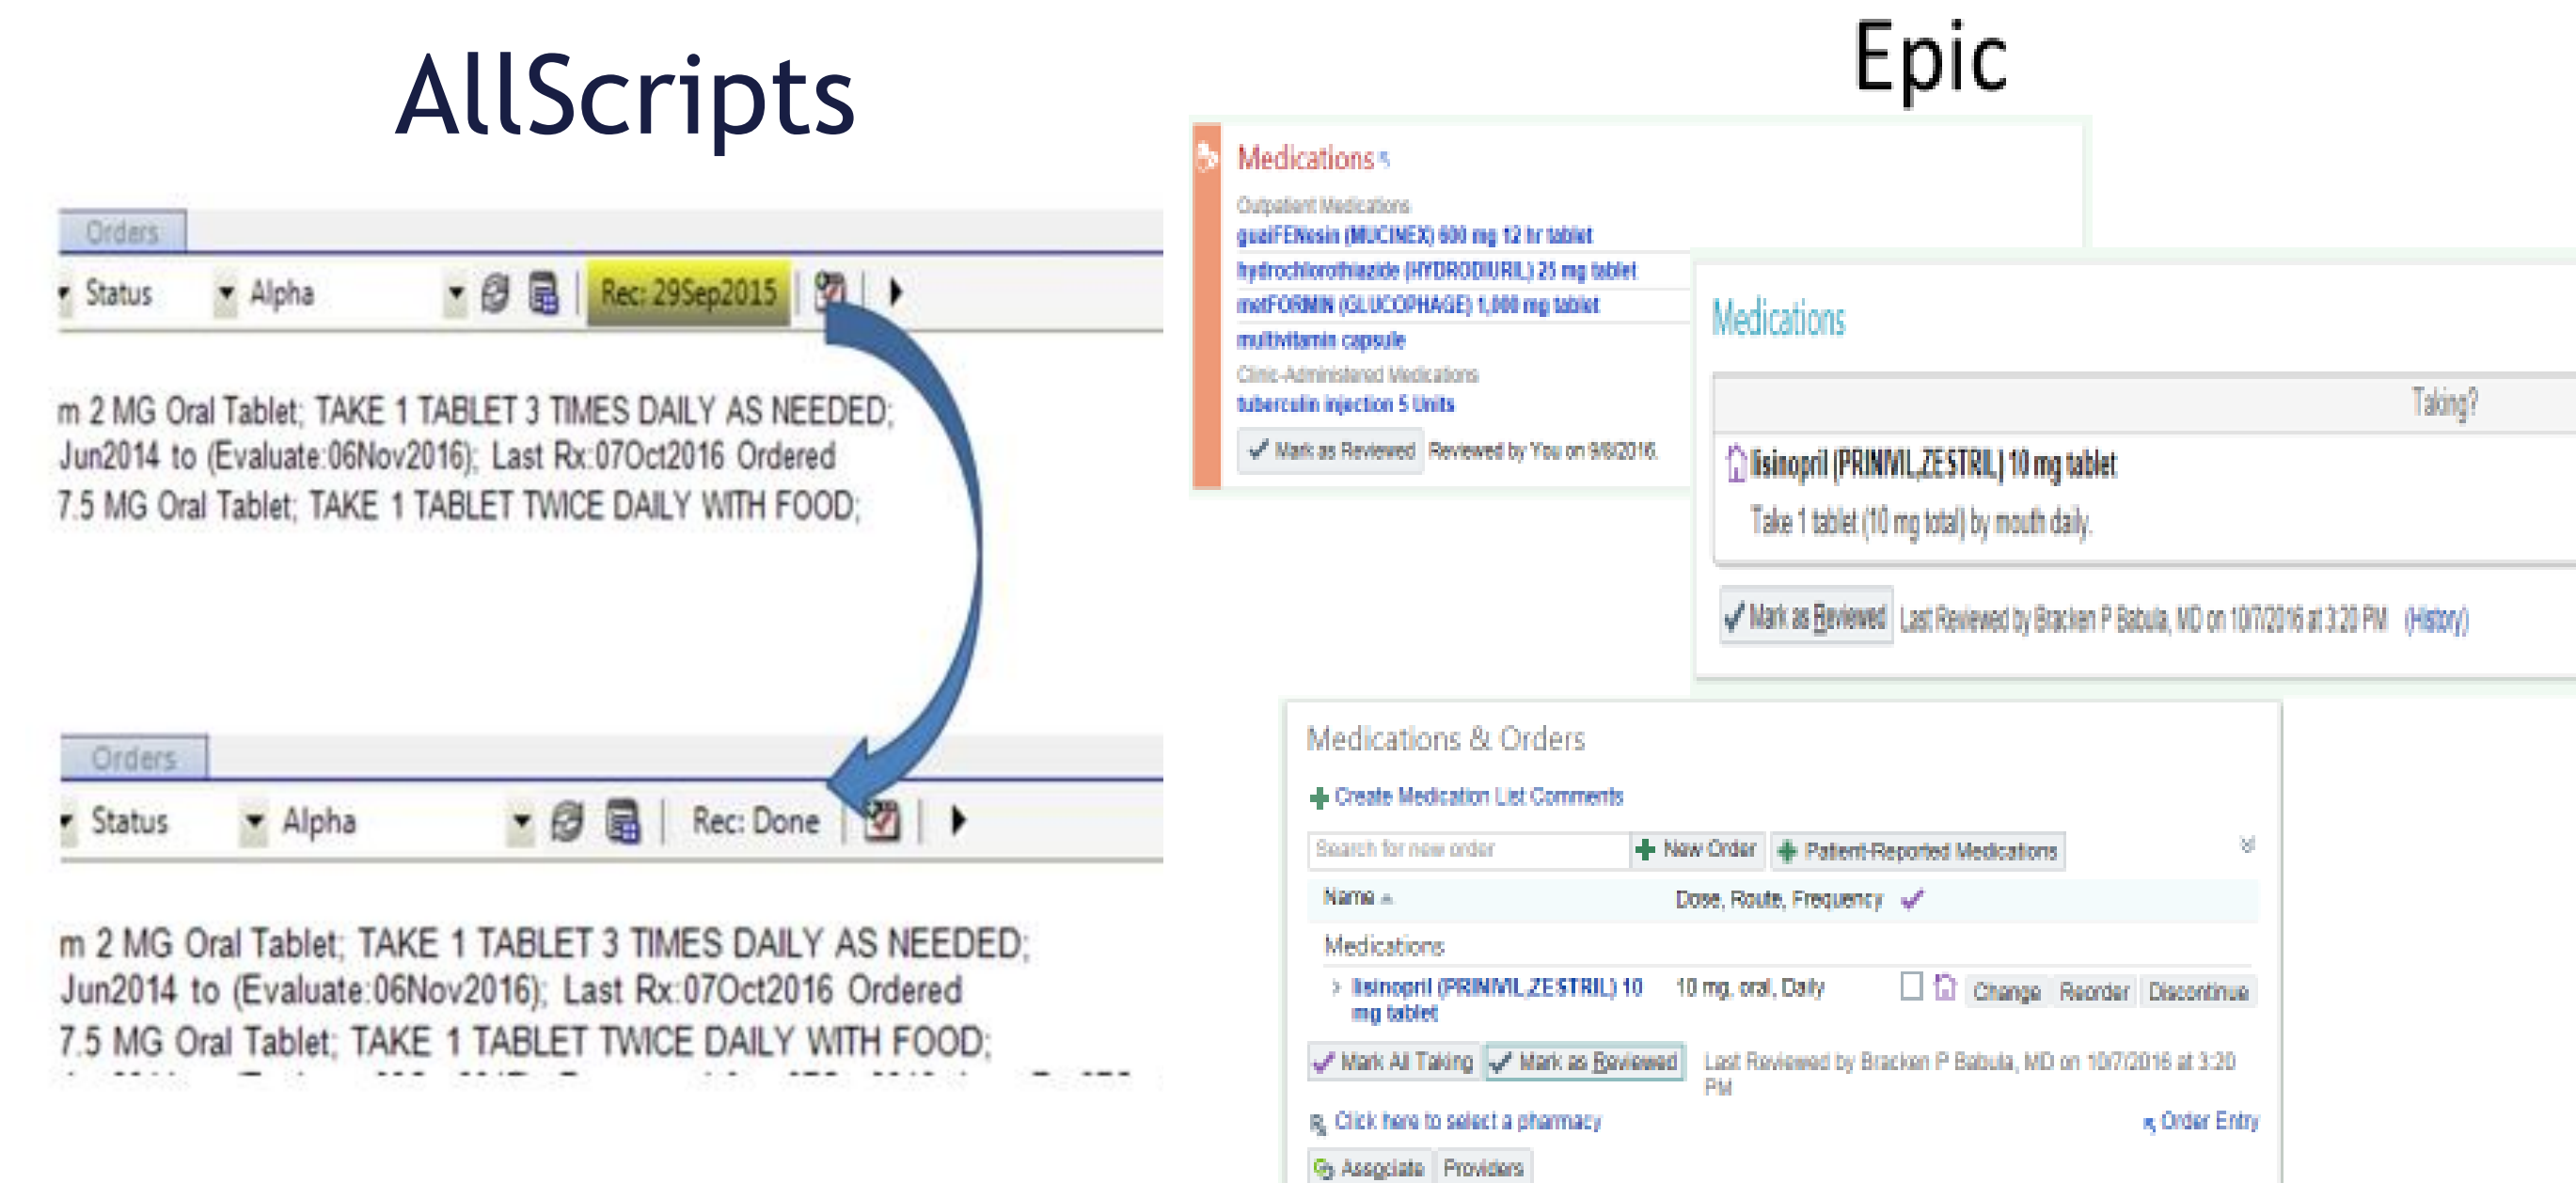 AllScripts
Orders
Status Alpha Rec: 29Sep2015
m 2 MG Oral Tablet; TAKE 1 TABLET 3 TIMES DAILY AS NEEDED;
Jun2014 to (Evaluate:06Nov2016); Last Rx:07Oct2016 Ordered
7.5 MG Oral Tablet; TAKE 1 TABLET TWICE DAILY WITH FOOD;
Orders
Status Alpha Rec: Done
m 2 MG Oral Tablet; TAKE 1 TABLET 3 TIMES DAILY AS NEEDED;
Jun2014 to (Evaluate:06Nov2016); Last Rx:07Oct2016 Ordered
7.5 MG Oral Tablet; TAKE 1 TABLET TWICE DAILY WITH FOOD;
Epic
Medications
Outpatient Medications
guaiFENesin (MUCINEX) 600 mg 12 hr tablet
hydrochlorothiazide (HYDRODIURIL) 25 mg tablet
metFORMIN (GLUCOPHAGE) 1,000 mg tablet
multivitamin capsule
Clinic-Administered Medications
tuberculin injection 5 Units
Mark as Reviewed Reviewed by You on 9/8/2016.
Medications
Taking?
lisinopril (PRINIVIL,ZESTRIL) 10 mg tablet
Take 1 tablet (10 mg total) by mouth daily.
Mark as Reviewed Last Reviewed by Bracken P Babula, MD on 10/7/2016 at 3:20 PM (History)
Medications & Orders
Create Medication List Comments
Search for new order New Order Patient-Reported Medications
Name Dose, Route, Frequency
Medications
lisinopril (PRINIVIL,ZESTRIL) 10 10 mg, oral, Daily Change Reorder Discontinue
mg tablet
Mark All Taking Mark as Reviewed Last Reviewed by Bracken P Babula, MD on 10/7/2016 at 3:20
PM
Click here to select a pharmacy Order Entry
Associate Providers